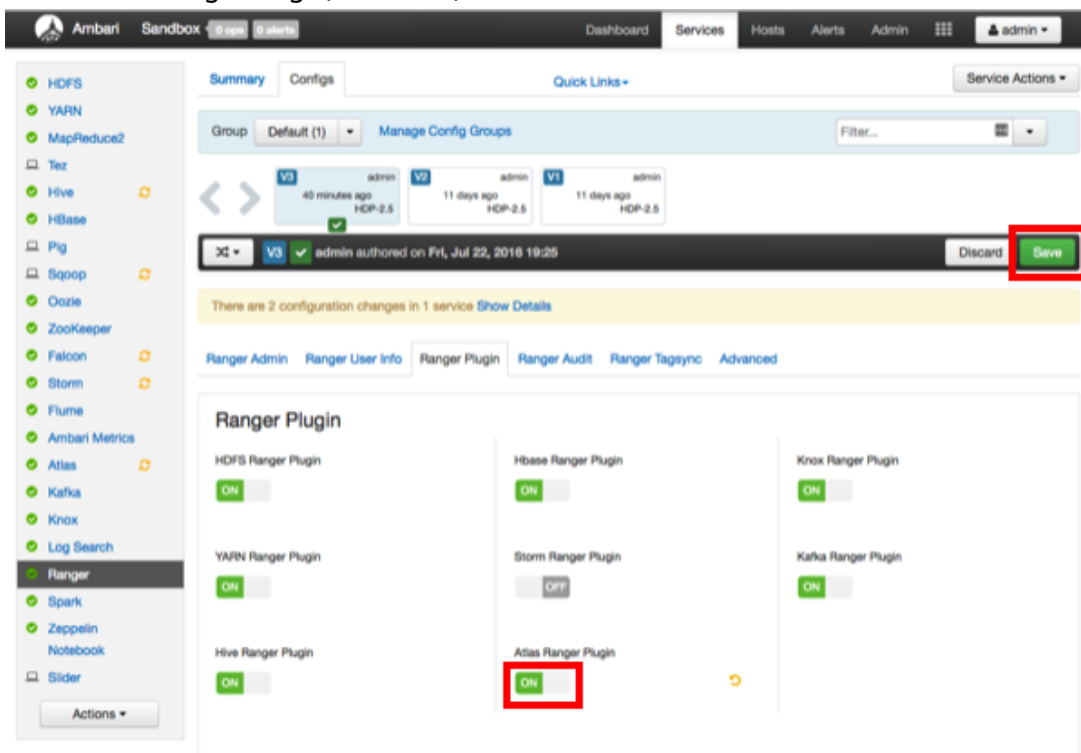 Ambari Sandbox 0 ops 0 alerts Dashboard Services Hosts Alerts Admin admin
HDFS
YARN
MapReduce2
Tez
Hive
HBase
Pig
Sqoop
Oozie
ZooKeeper
Falcon
Storm
Flume
Ambari Metrics
Atlas
Kafka
Knox
Log Search
Ranger
Spark
Zeppelin
Notebook
Slider
Actions
Summary Configs Quick Links Service Actions
Group Default (1) Manage Config Groups Filter...
V3 admin
40 minutes ago
HDP-2.5
V2 admin
11 days ago
HDP-2.5
V1 admin
11 days ago
HDP-2.5
V3 admin authored on Fri, Jul 22, 2016 19:25 Discard Save
There are 2 configuration changes in 1 service Show Details
Ranger Admin Ranger User Info Ranger Plugin Ranger Audit Ranger Tagsync Advanced
Ranger Plugin
HDFS Ranger Plugin Hbase Ranger Plugin Knox Ranger Plugin
ON ON ON
YARN Ranger Plugin Storm Ranger Plugin Kafka Ranger Plugin
ON OFF ON
Hive Ranger Plugin Atlas Ranger Plugin
ON ON